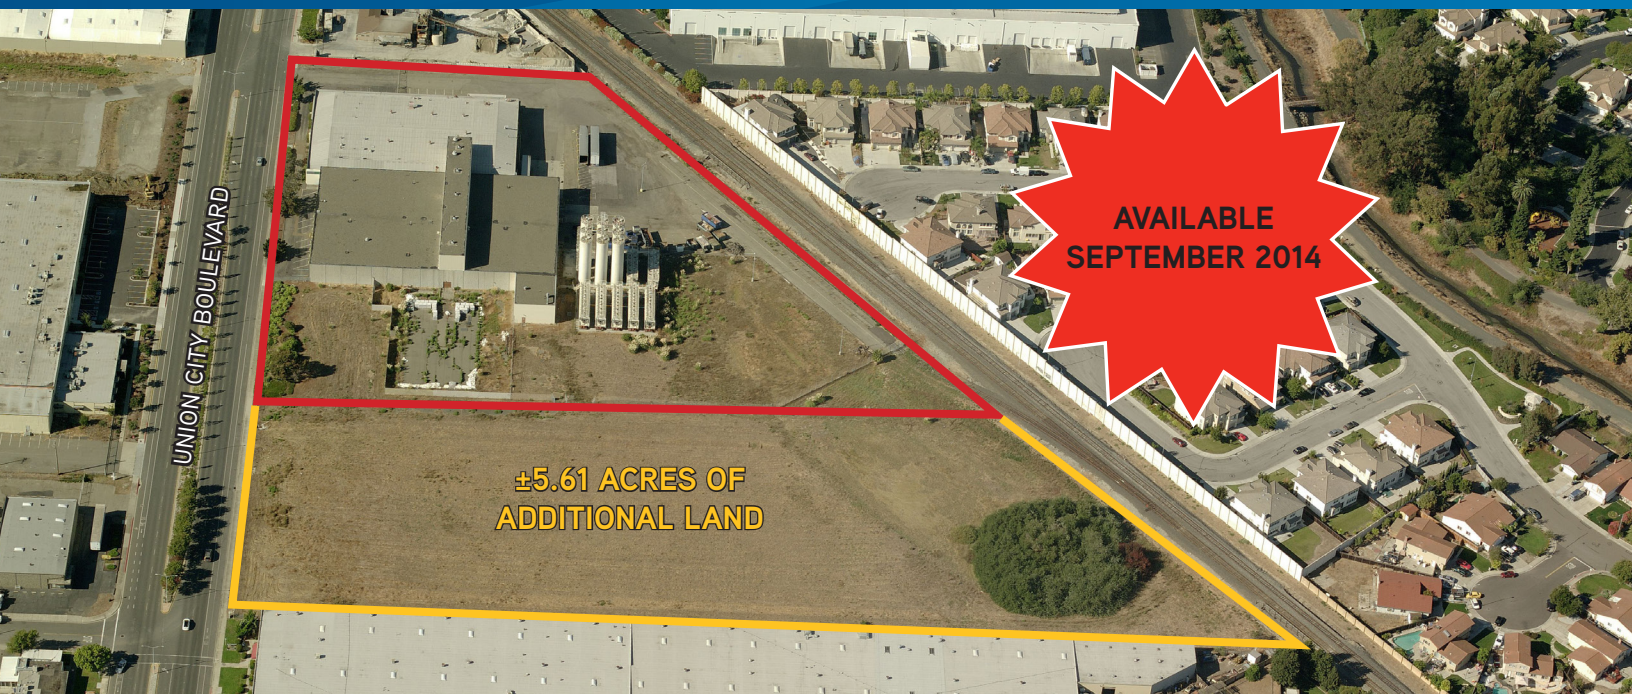 AVAILABLE
SEPTEMBER 2014
UNION CITY BOULEVARD
±5.61 ACRES OF
ADDITIONAL LAND